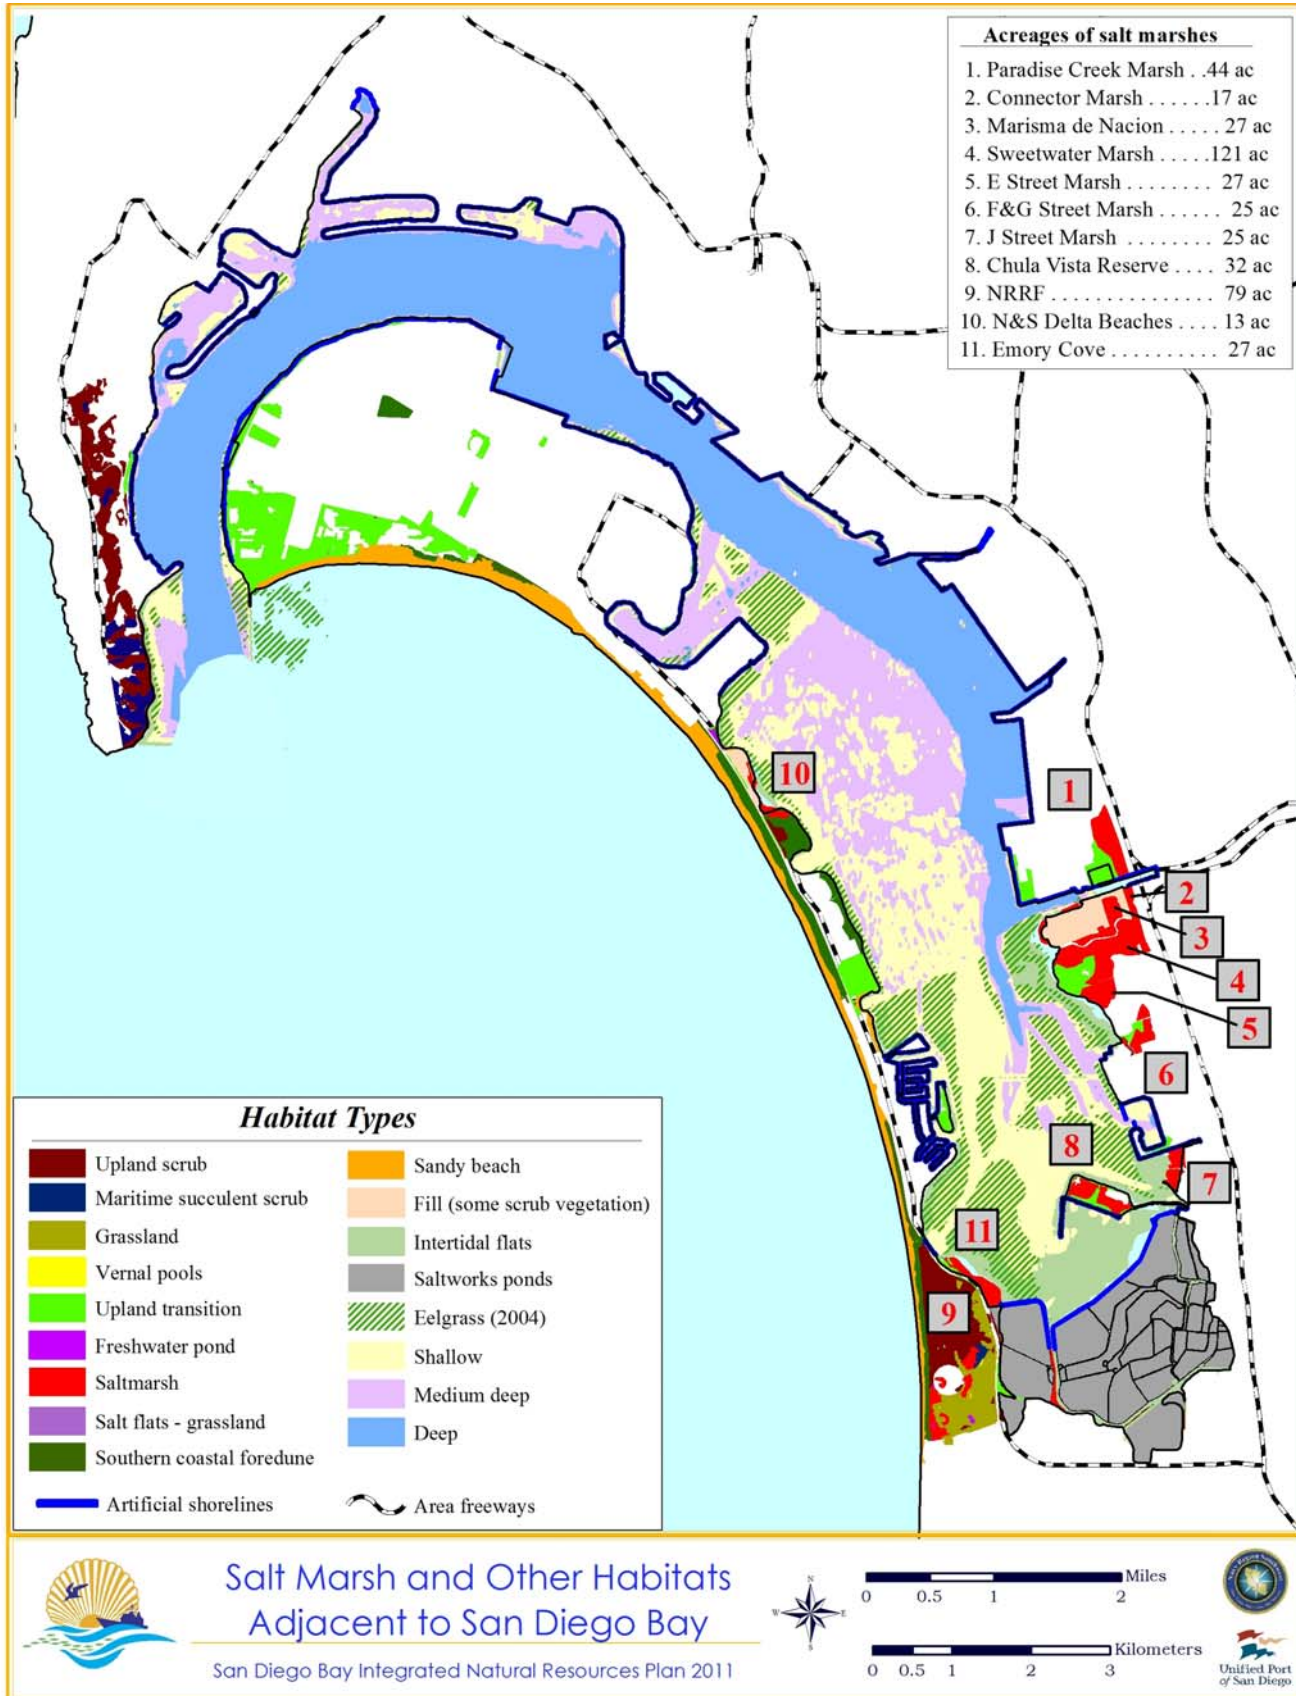 Acreages of salt marshes
1. Paradise Creek Marsh . .44 ac
2. Connector Marsh . . . . . .17 ac
3. Marisma de Nacion . . . . . 27 ac
4. Sweetwater Marsh . . . . .121 ac
5. E Street Marsh . . . . . . . . 27 ac
6. F&G Street Marsh . . . . . . 25 ac
7. J Street Marsh . . . . . . . . 25 ac
8. Chula Vista Reserve . . . . 32 ac
9. NRRF . . . . . . . . . . . . . . . 79 ac
10. N&S Delta Beaches . . . . 13 ac
11. Emory Cove . . . . . . . . . . 27 ac
10
1
2
3
4
5
6
8
7
11
9
Habitat Types
Upland scrub
Maritime succulent scrub
Grassland
Vernal pools
Upland transition
Freshwater pond
Saltmarsh
Salt flats - grassland
Southern coastal foredune
Artificial shorelines
Sandy beach
Fill (some scrub vegetation)
Intertidal flats
Saltworks ponds
Eelgrass (2004)
Shallow
Medium deep
Deep
Area freeways
Salt Marsh and Other Habitats
Adjacent to San Diego Bay
San Diego Bay Integrated Natural Resources Plan 2011
N
W E
S
Miles
0 0.5 1 2
Kilometers
0 0.5 1 2 3
Unified Port
of San Diego